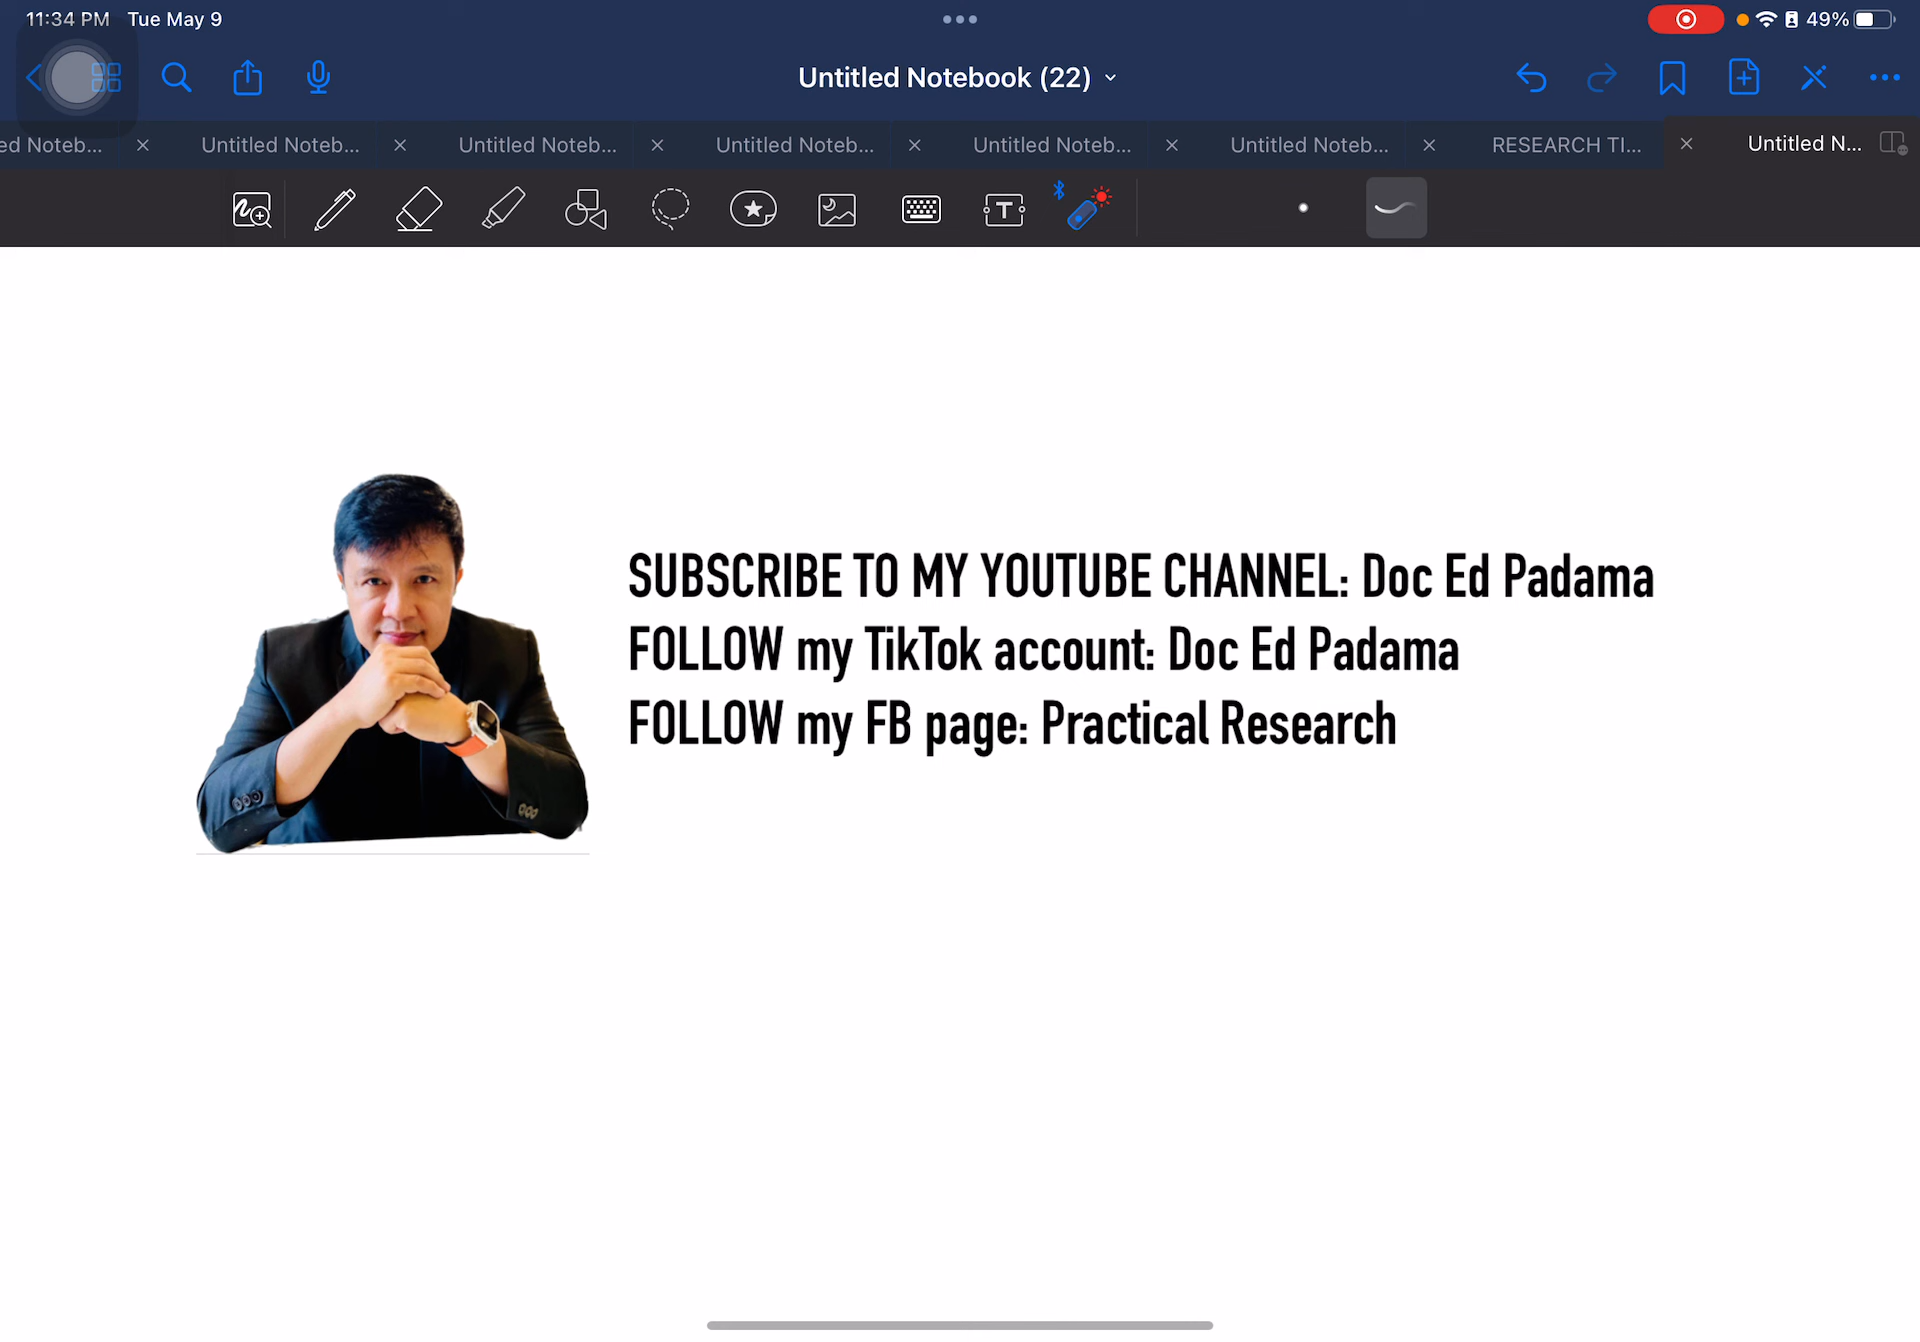 11:34 PM Tue May 9
49%
Untitled Notebook (22)
ed Noteb...
Untitled Noteb...
Untitled Noteb...
Untitled Noteb...
Untitled Noteb...
Untitled Noteb...
RESEARCH TI...
Untitled N...
T
SUBSCRIBE TO MY YOUTUBE CHANNEL: Doc Ed Padama
FOLLOW my TikTok account: Doc Ed Padama
FOLLOW my FB page: Practical Research